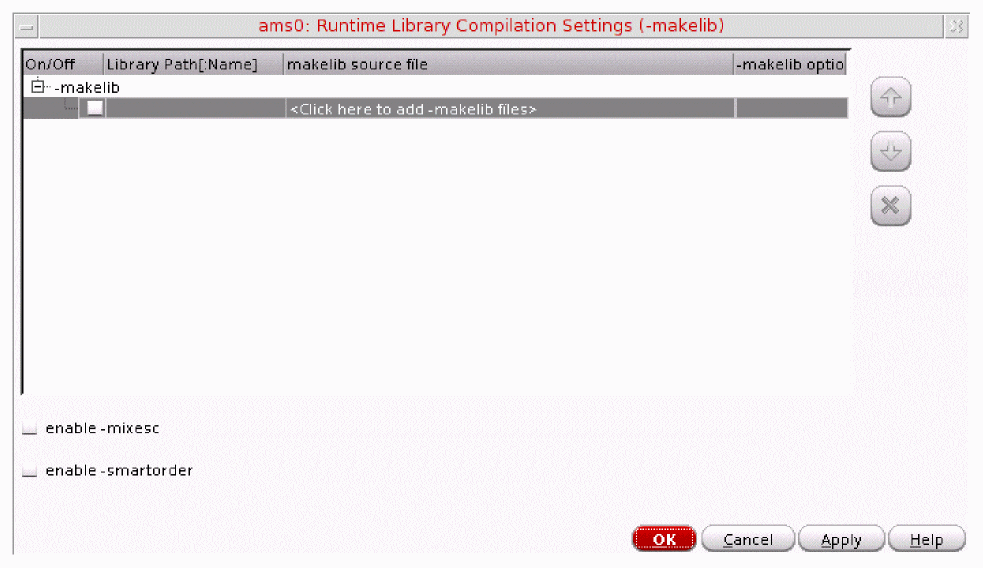 ams0: Runtime Library Compilation Settings (-makelib)
On/Off Library Path[:Name] makelib source file -makelib optio
-makelib
<Click here to add -makelib files>
enable -mixesc
enable -smartorder
OK Cancel Apply Help